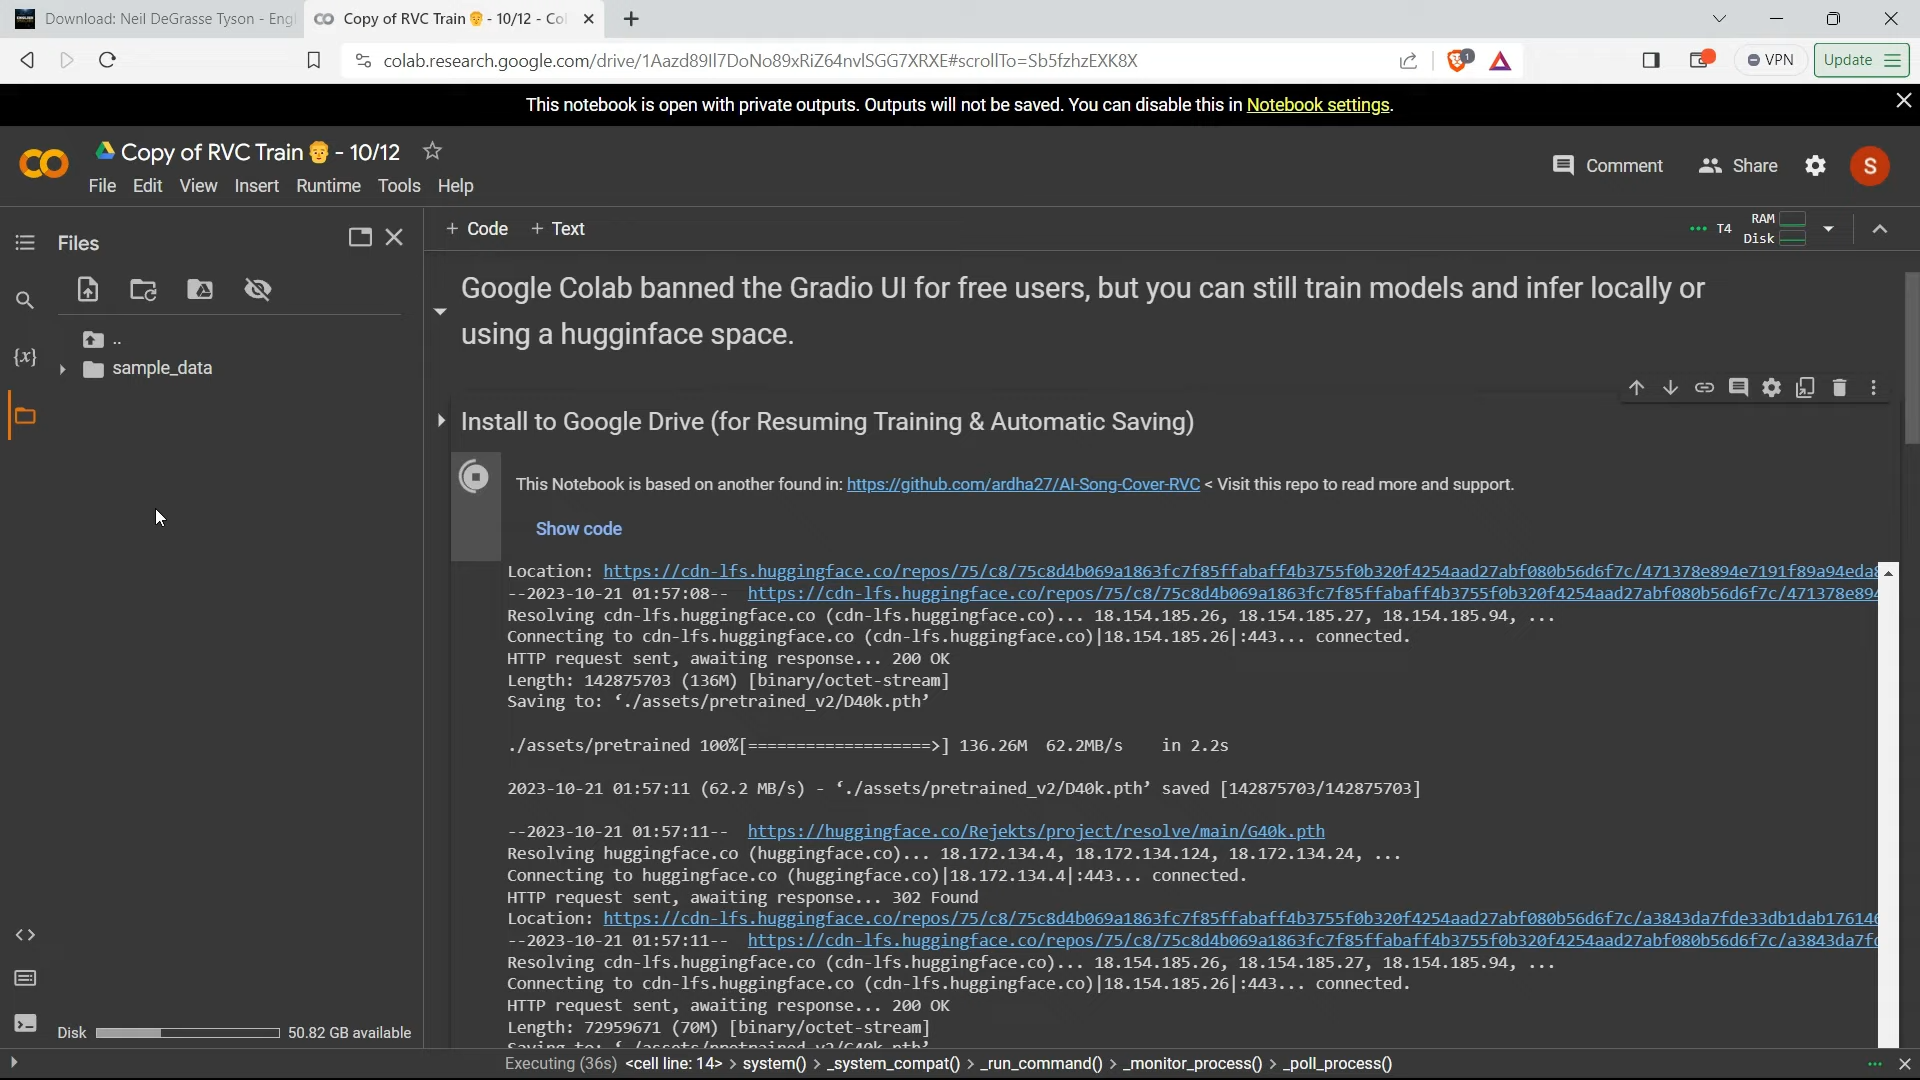 Download: Neil DeGrasse Tyson - Engl
Copy of RVC Train👨‍🦲 - 10/12 - Col
colab.research.google.com/drive/1Aazd89Il7DoNo89xRiZ64nvlSGG7XRXE#scrollTo=Sb5fzhzEXK8X
1
VPN
Update
This notebook is open with private outputs. Outputs will not be saved. You can disable this in Notebook settings.
Copy of RVC Train - 10/12
File Edit View Insert Runtime Tools Help
Comment
Share
S
Files
+ Code + Text
T4
RAM
Disk
..
sample_data
{x}
Google Colab banned the Gradio UI for free users, but you can still train models and infer locally or
using a hugginface space.
Install to Google Drive (for Resuming Training & Automatic Saving)
This Notebook is based on another found in: https://github.com/ardha27/AI-Song-Cover-RVC < Visit this repo to read more and support.
Show code
Location: https://cdn-lfs.huggingface.co/repos/75/c8/75c8d4b069a1863fc7f85ffabaff4b3755f0b320f4254aad27abf080b56d6f7c/471378e894e7191f89a94eda
--2023-10-21 01:57:08-- https://cdn-lfs.huggingface.co/repos/75/c8/75c8d4b069a1863fc7f85ffabaff4b3755f0b320f4254aad27abf080b56d6f7c/471378e894
Resolving cdn-lfs.huggingface.co (cdn-lfs.huggingface.co)... 18.154.185.26, 18.154.185.27, 18.154.185.94, ...
Connecting to cdn-lfs.huggingface.co (cdn-lfs.huggingface.co)|18.154.185.26|:443... connected.
HTTP request sent, awaiting response... 200 OK
Length: 142875703 (136M) [binary/octet-stream]
Saving to: ‘./assets/pretrained_v2/D40k.pth’
./assets/pretrained 100%[===================>] 136.26M 62.2MB/s in 2.2s
2023-10-21 01:57:11 (62.2 MB/s) - ‘./assets/pretrained_v2/D40k.pth’ saved [142875703/142875703]
--2023-10-21 01:57:11-- https://huggingface.co/Rejekts/project/resolve/main/G40k.pth
Resolving huggingface.co (huggingface.co)... 18.172.134.4, 18.172.134.124, 18.172.134.24, ...
Connecting to huggingface.co (huggingface.co)|18.172.134.4|:443... connected.
HTTP request sent, awaiting response... 302 Found
Location: https://cdn-lfs.huggingface.co/repos/75/c8/75c8d4b069a1863fc7f85ffabaff4b3755f0b320f4254aad27abf080b56d6f7c/a3843da7fde33db1dab17614
--2023-10-21 01:57:11-- https://cdn-lfs.huggingface.co/repos/75/c8/75c8d4b069a1863fc7f85ffabaff4b3755f0b320f4254aad27abf080b56d6f7c/a3843da7fd
Resolving cdn-lfs.huggingface.co (cdn-lfs.huggingface.co)... 18.154.185.26, 18.154.185.27, 18.154.185.94, ...
Connecting to cdn-lfs.huggingface.co (cdn-lfs.huggingface.co)|18.154.185.26|:443... connected.
HTTP request sent, awaiting response... 200 OK
Length: 72959671 (70M) [binary/octet-stream]
Disk 50.82 GB available
Executing (36s) <cell line: 14> > system() > _system_compat() > _run_command() > _monitor_process() > _poll_process()